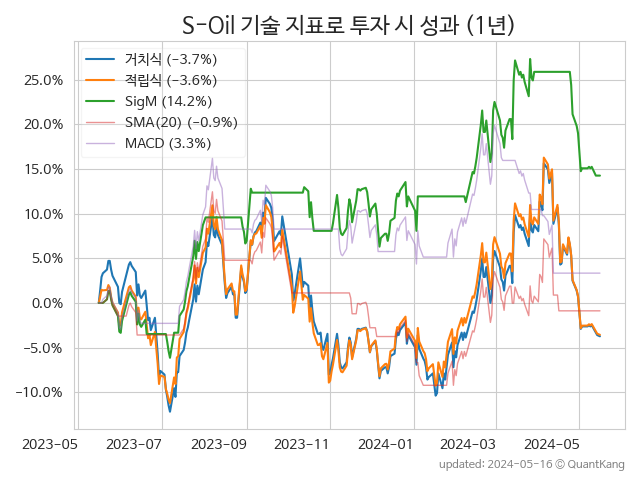 S-Oil 기술 지표로 투자 시 성과 (1년)
거치식 (−3.7%)
적립식 (−3.6%)
SigM (14.2%)
SMA(20) (−0.9%)
MACD (3.3%)
25.0%
20.0%
15.0%
10.0%
5.0%
0.0%
−5.0%
−10.0%
2023-05 2023-07 2023-09 2023-11 2024-01 2024-03 2024-05
updated: 2024-05-16 ⓒ QuantKang